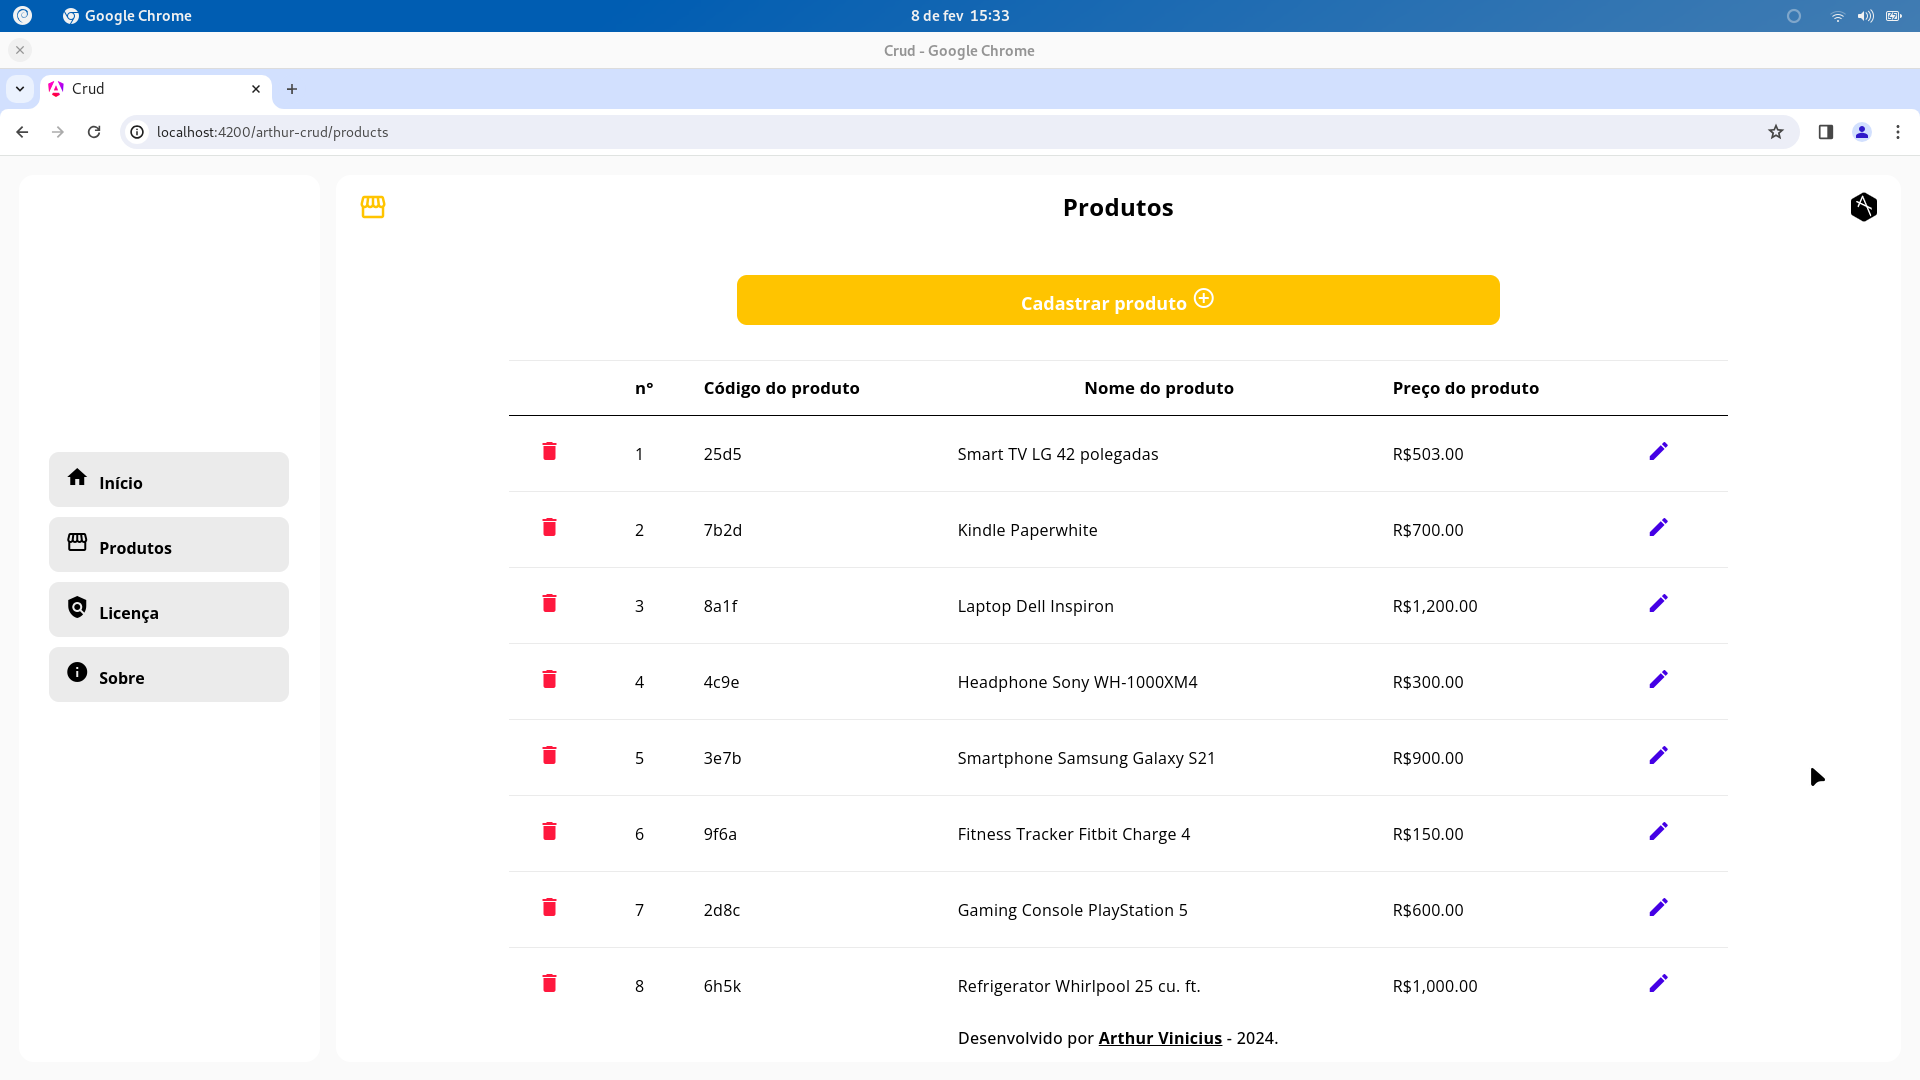 Google Chrome
8 de fev 15:33
Crud - Google Chrome
Crud
localhost:4200/arthur-crud/products
Produtos
Cadastrar produto
Início
Produtos
Licença
Sobre
n° Código do produto Nome do produto Preço do produto
1 25d5 Smart TV LG 42 polegadas R$503.00
2 7b2d Kindle Paperwhite R$700.00
3 8a1f Laptop Dell Inspiron R$1,200.00
4 4c9e Headphone Sony WH-1000XM4 R$300.00
5 3e7b Smartphone Samsung Galaxy S21 R$900.00
6 9f6a Fitness Tracker Fitbit Charge 4 R$150.00
7 2d8c Gaming Console PlayStation 5 R$600.00
8 6h5k Refrigerator Whirlpool 25 cu. ft. R$1,000.00
Desenvolvido por Arthur Vinicius - 2024.